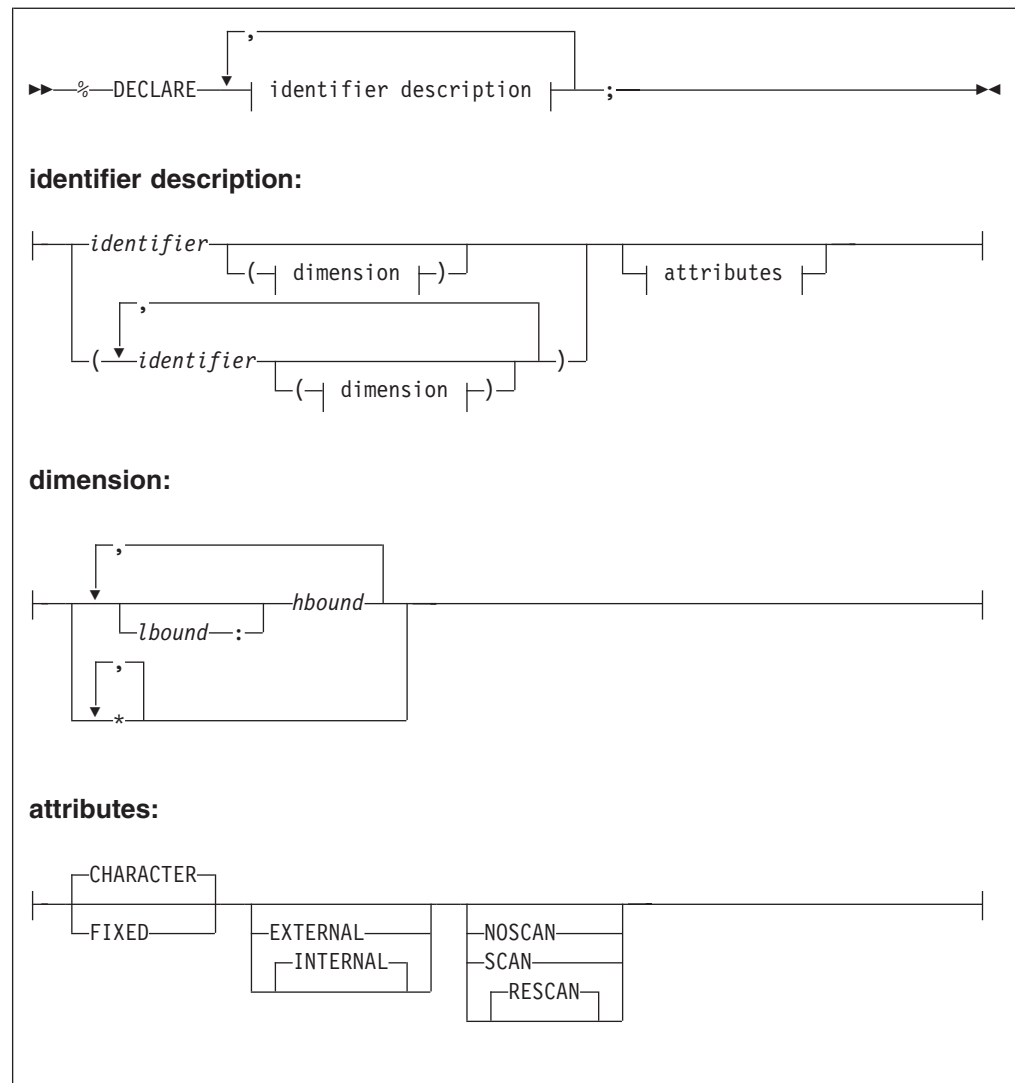 ,
% DECLARE identifier description ;
identifier description:
identifier
( dimension ) attributes
,
( identifier )
( dimension )
dimension:
,
hbound
lbound :
,
*
attributes:
CHARACTER
FIXED EXTERNAL NOSCAN
INTERNAL SCAN
RESCAN